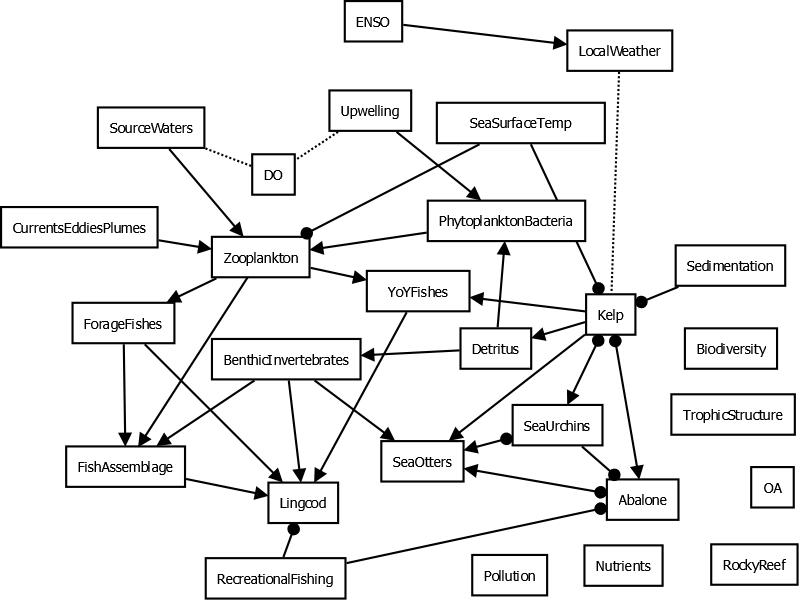 ENSO
LocalWeather
SourceWaters
Upwelling
SeaSurfaceTemp
DO
CurrentsEddiesPlumes
PhytoplanktonBacteria
Zooplankton
Sedimentation
YoYFishes
Kelp
ForageFishes
BenthicInvertebrates
Detritus
Biodiversity
SeaUrchins
TrophicStructure
FishAssemblage
SeaOtters
Lingcod
Abalone
OA
RecreationalFishing
Pollution
Nutrients
RockyReef